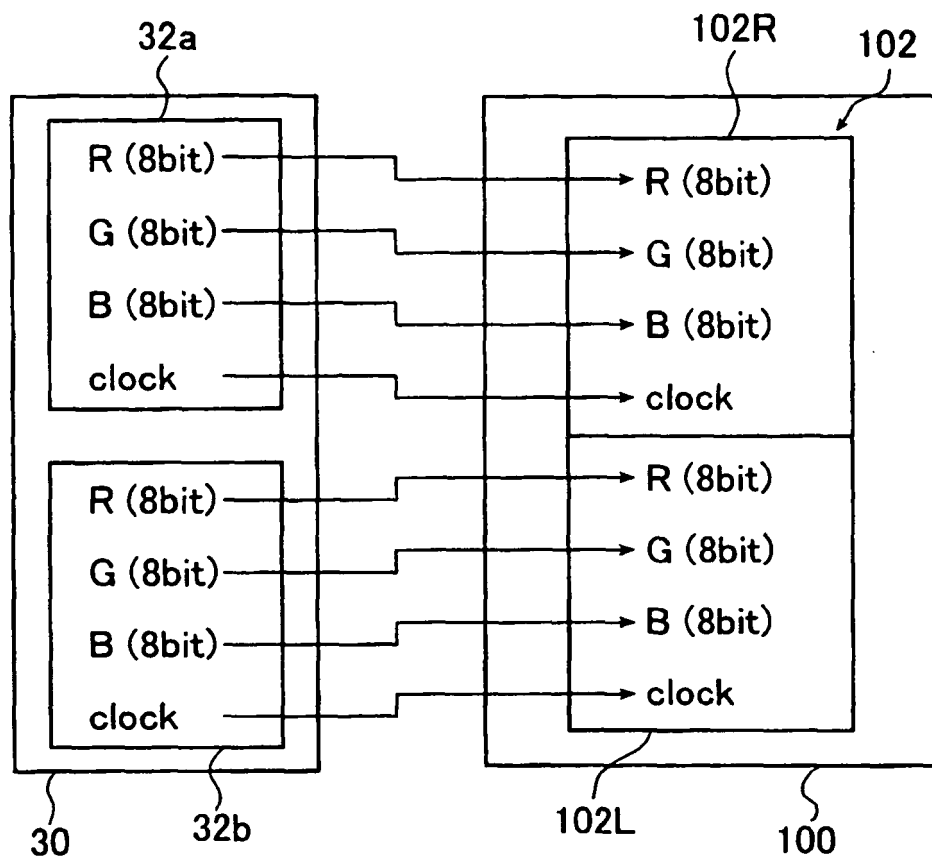 32a
102R
102
R (8bit)
G (8bit)
B (8bit)
clock
R (8bit)
G (8bit)
B (8bit)
clock
R (8bit)
G (8bit)
B (8bit)
clock
R (8bit)
G (8bit)
B (8bit)
clock
30
32b
102L
100